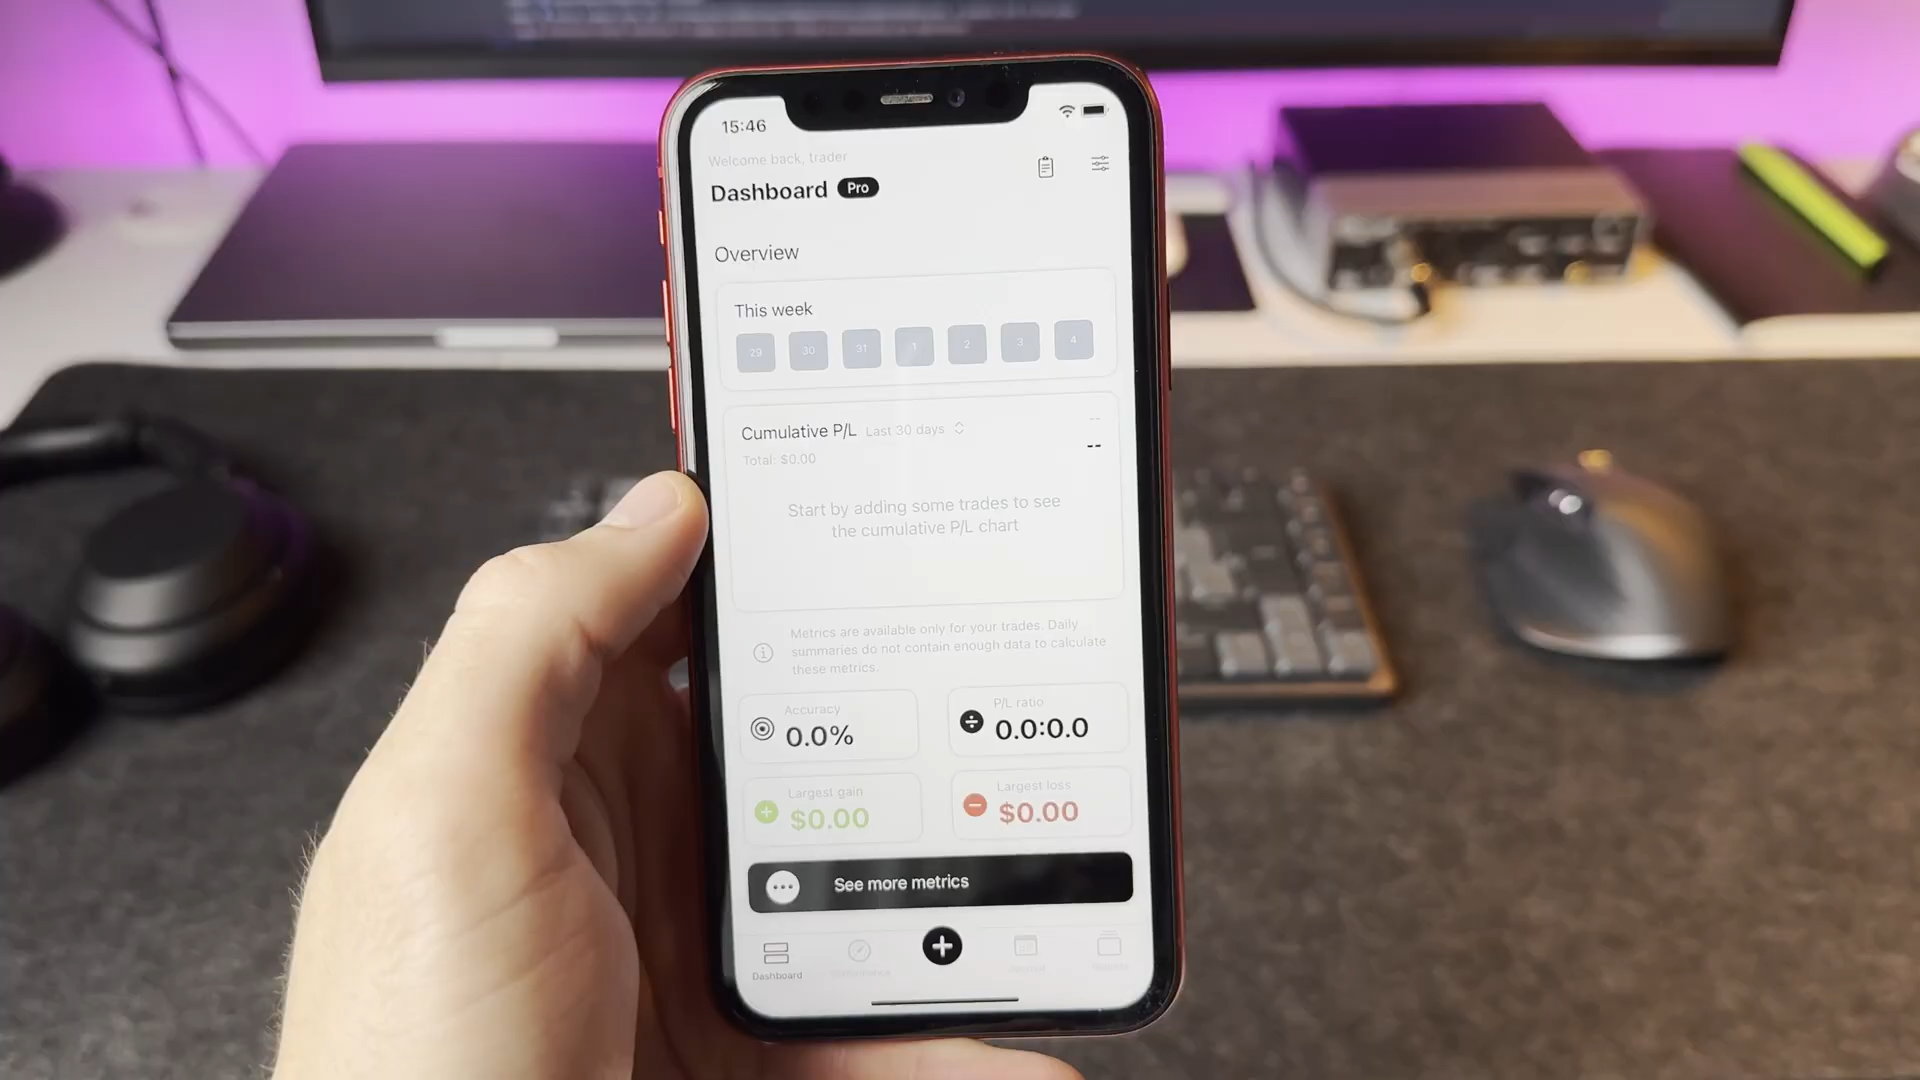 15:46
Welcome back, trader
Dashboard Pro
Overview
This week
29 30 31 1 2 3 4
Cumulative P/L Last 30 days
--
Total: $0.00
--
Start by adding some trades to see
the cumulative P/L chart
Metrics are available only for your trades. Daily
summaries do not contain enough data to calculate
these metrics.
Accuracy
0.0%
P/L ratio
0.0:0.0
Largest gain
$0.00
Largest loss
$0.00
See more metrics
Dashboard